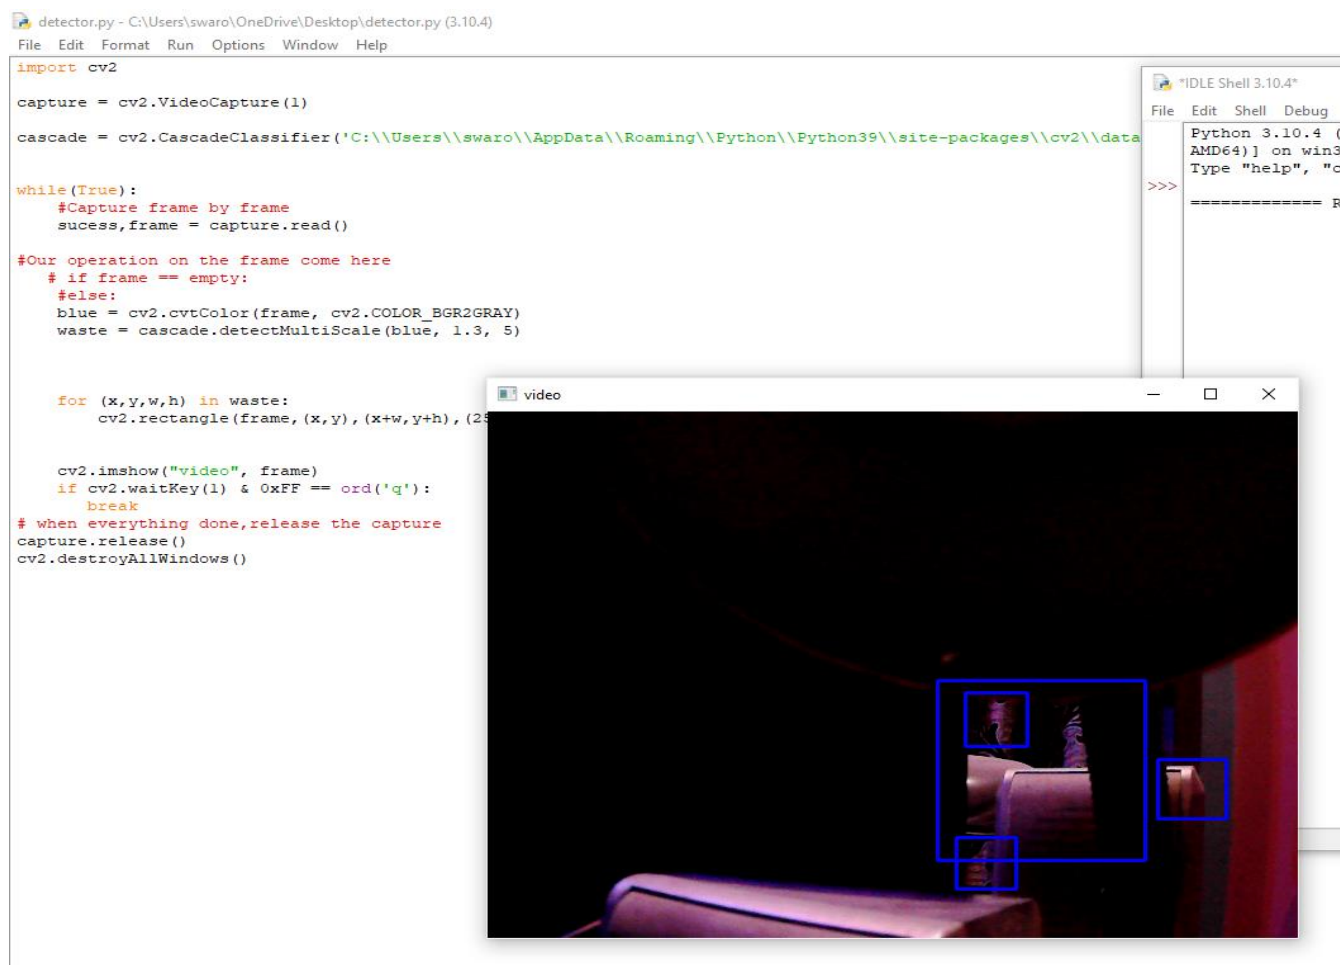 detector.py - C:\Users\swaro\OneDrive\Desktop\detector.py (3.10.4)
File Edit Format Run Options Window Help
import cv2
capture = cv2.VideoCapture(1)
cascade = cv2.CascadeClassifier('C:\\Users\\swaro\\AppData\\Roaming\\Python\\Python39\\site-packages\\cv2\\data
while(True):
#Capture frame by frame
sucess,frame = capture.read()
#Our operation on the frame come here
# if frame == empty:
#else:
blue = cv2.cvtColor(frame, cv2.COLOR_BGR2GRAY)
waste = cascade.detectMultiScale(blue, 1.3, 5)
for (x,y,w,h) in waste:
cv2.rectangle(frame,(x,y),(x+w,y+h),(25
cv2.imshow("video", frame)
if cv2.waitKey(1) & 0xFF == ord('q'):
break
# when everything done,release the capture
capture.release()
cv2.destroyAllWindows()
*IDLE Shell 3.10.4*
File Edit Shell Debug
Python 3.10.4 (
AMD64)] on win3
Type "help", "c
>>>
============= R
video